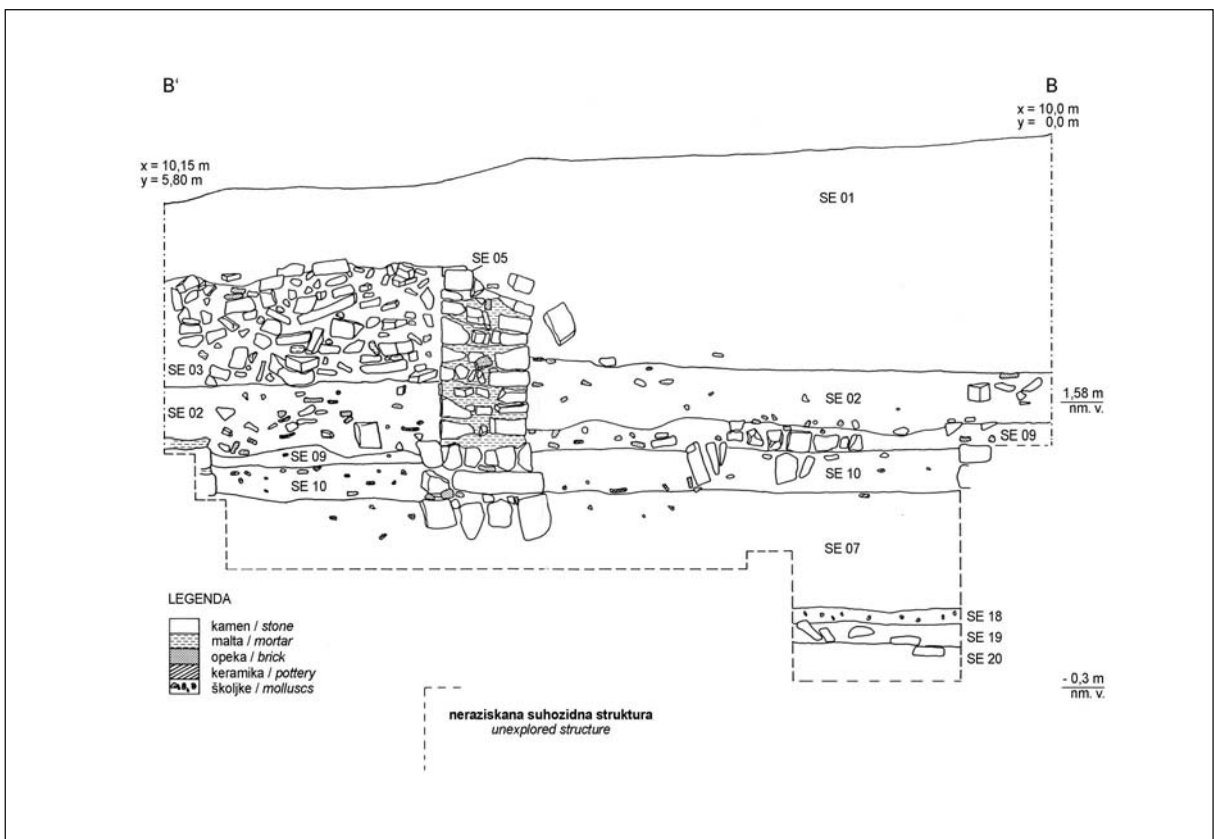 B'
B
x = 10,0 m
y = 0,0 m
x = 10,15 m
y = 5,80 m
SE 01
SE 05
SE 03
SE 02
SE 02
1,58 m
nm. v.
SE 09
SE 09
SE 10
SE 10
SE 07
LEGENDA
kamen / stone
malta / mortar
opeka / brick
keramika / pottery
školjke / molluscs
SE 18
SE 19
SE 20
- 0,3 m
nm. v.
neraziskana suhozidna struktura
unexplored structure